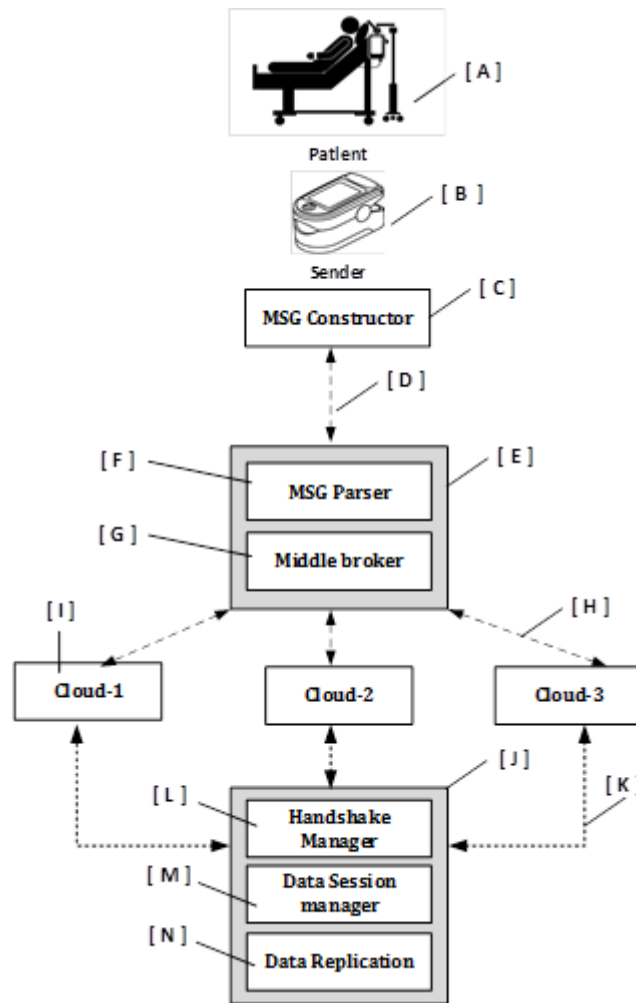 [ A ]
Patient
[ B ]
Sender
[ C ]
MSG Constructor
[ D ]
[ E ]
[ F ]
MSG Parser
[ G ]
Middle broker
[ H ]
[ I ]
Cloud-1
Cloud-2
Cloud-3
[ J ]
[ K ]
[ L ]
Handshake
Manager
[ M ]
Data Session
manager
[ N ]
Data Replication